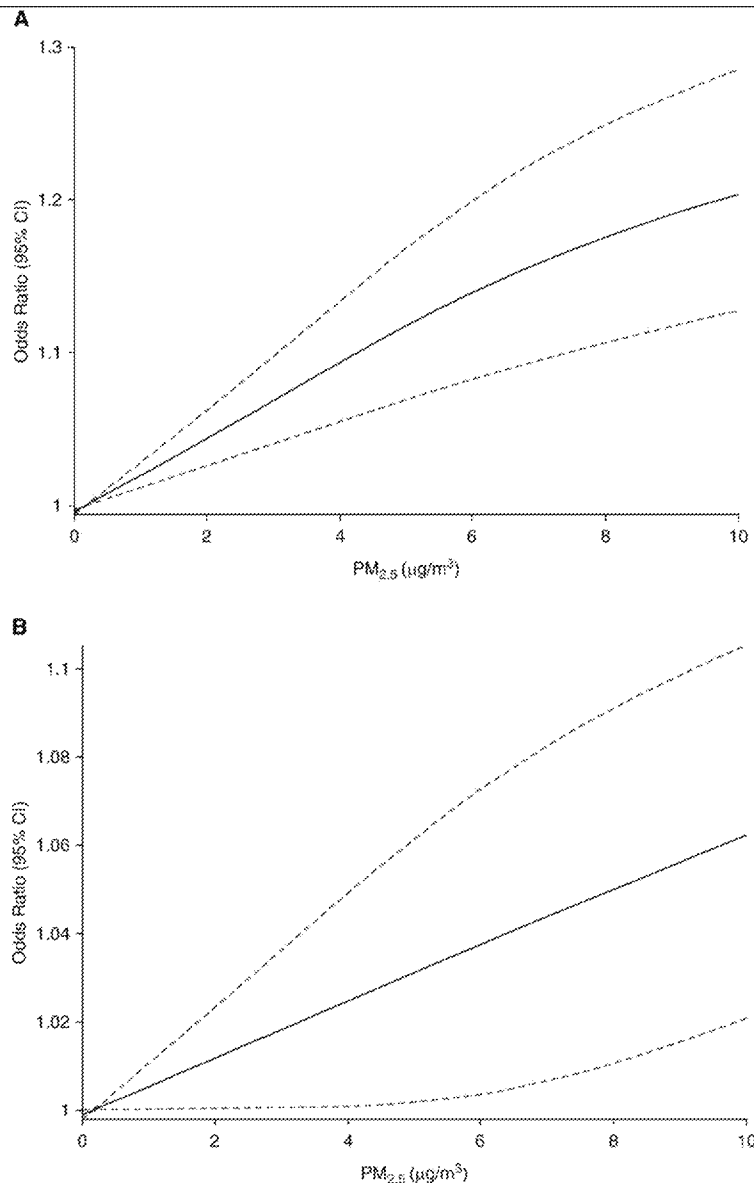 A
1.3
1.2
1.1
1
Odds Ratio (95% CI)
0 2 4 6 8 10
PM2.5 (μg/m3)
B
1.1
1.08
1.06
1.04
1.02
1
Odds Ratio (95% CI)
0 2 4 6 8 10
PM2.5 (μg/m3)